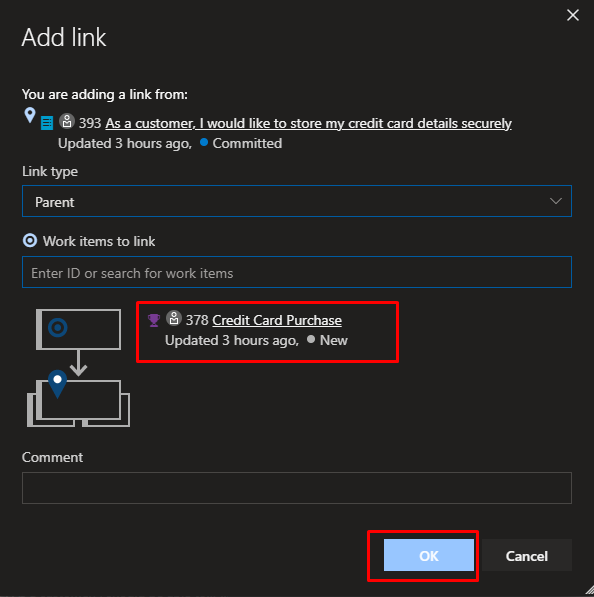 Add link
You are adding a link from:
393 As a customer, I would like to store my credit card details securely
Updated 3 hours ago, Committed
Link type
Parent
Work items to link
Enter ID or search for work items
378 Credit Card Purchase
Updated 3 hours ago, New
Comment
OK Cancel